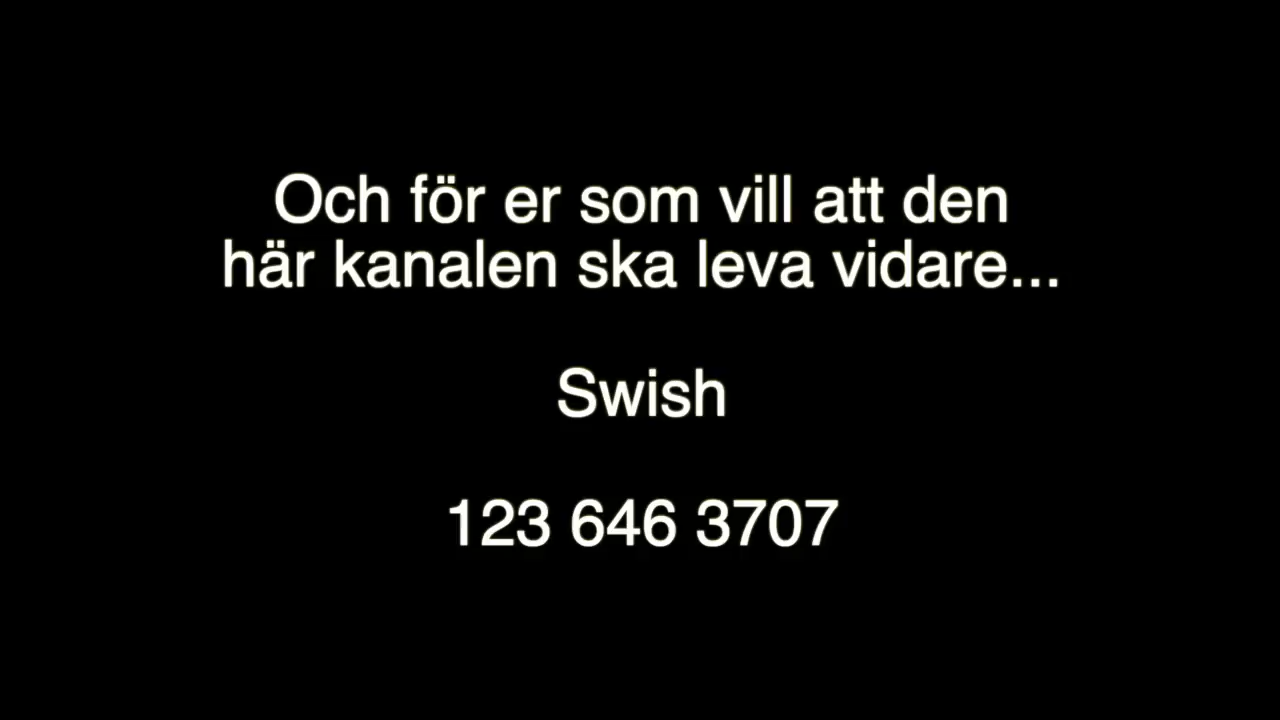 Och för er som vill att den
här kanalen ska leva vidare...
Swish
123 646 3707